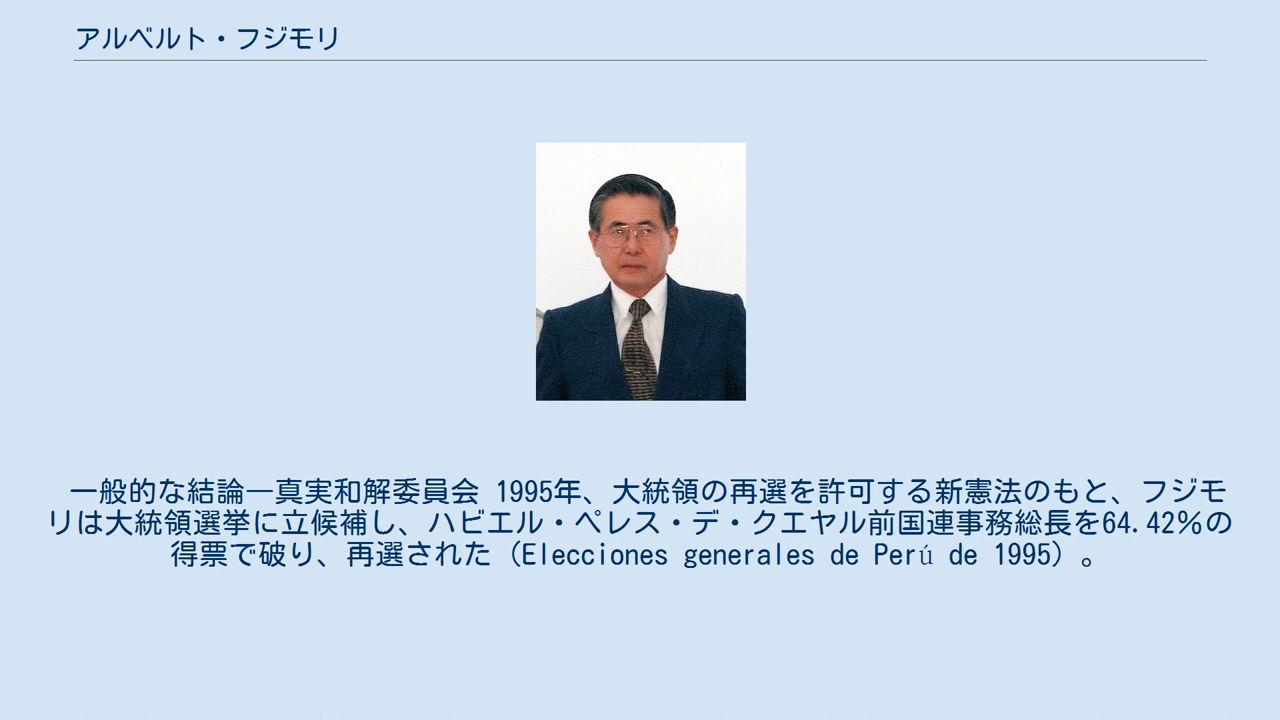 アルベルト・フジモリ
一般的な結論―真実和解委員会 1995年、大統領の再選を許可する新憲法のもと、フジモ
リは大統領選挙に立候補し、ハビエル・ペレス・デ・クエヤル前国連事務総長を64.42％の
得票で破り、再選された（Elecciones generales de Perú de 1995）。